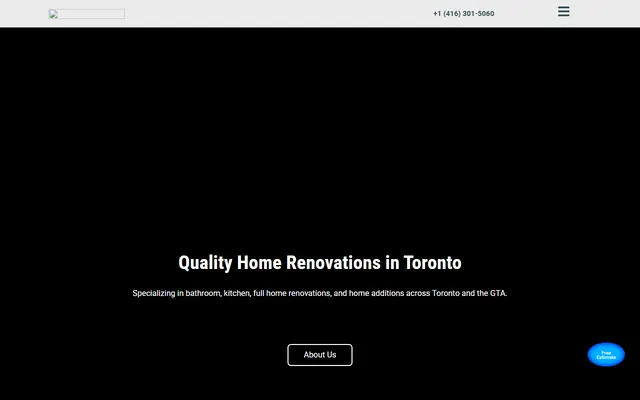 +1 (416) 301-5060
Quality Home Renovations in Toronto
Specializing in bathroom, kitchen, full home renovations, and home additions across Toronto and the GTA.
About Us
Free
Estimate